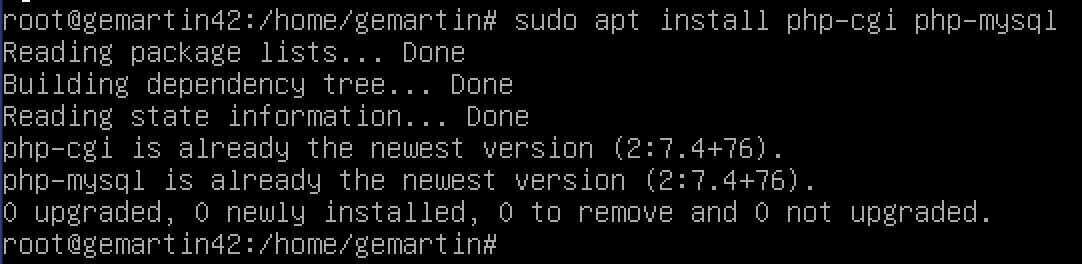 root@gemartin42:/home/gemartin# sudo apt install php-cgi php-mysql
Reading package lists... Done
Building dependency tree... Done
Reading state information... Done
php-cgi is already the newest version (2:7.4+76).
php-mysql is already the newest version (2:7.4+76).
0 upgraded, 0 newly installed, 0 to remove and 0 not upgraded.
root@gemartin42:/home/gemartin#